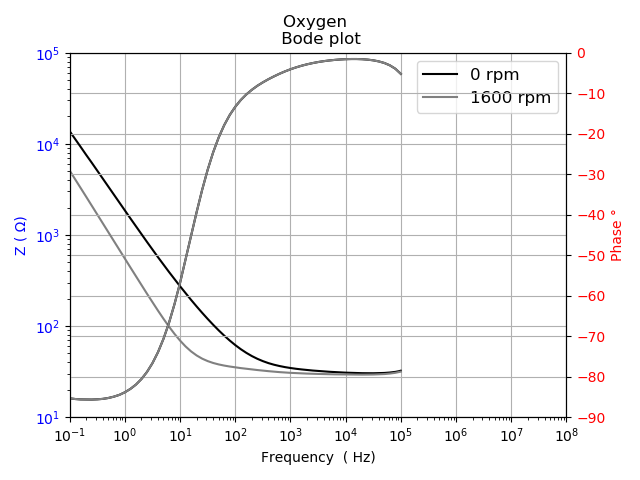 Oxygen
Bode plot
0 rpm
1600 rpm
Z ( Ω)
10⁵
10⁴
10³
10²
10¹
Phase °
0
−10
−20
−30
−40
−50
−60
−70
−80
−90
10⁻¹ 10⁰ 10¹ 10² 10³ 10⁴ 10⁵ 10⁶ 10⁷ 10⁸
Frequency ( Hz)